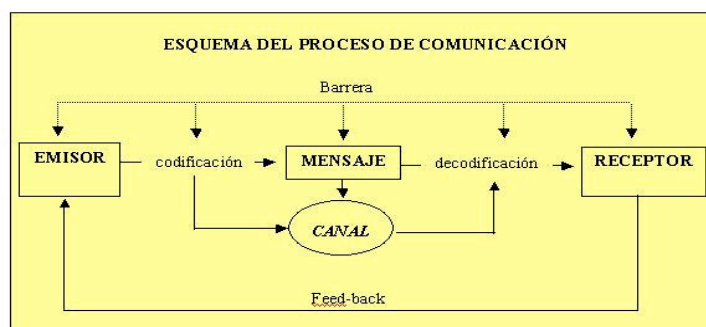 ESQUEMA DEL PROCESO DE COMUNICACIÓN
Barrera
EMISOR codificación MENSAJE decodificación RECEPTOR
CANAL
Feed-back